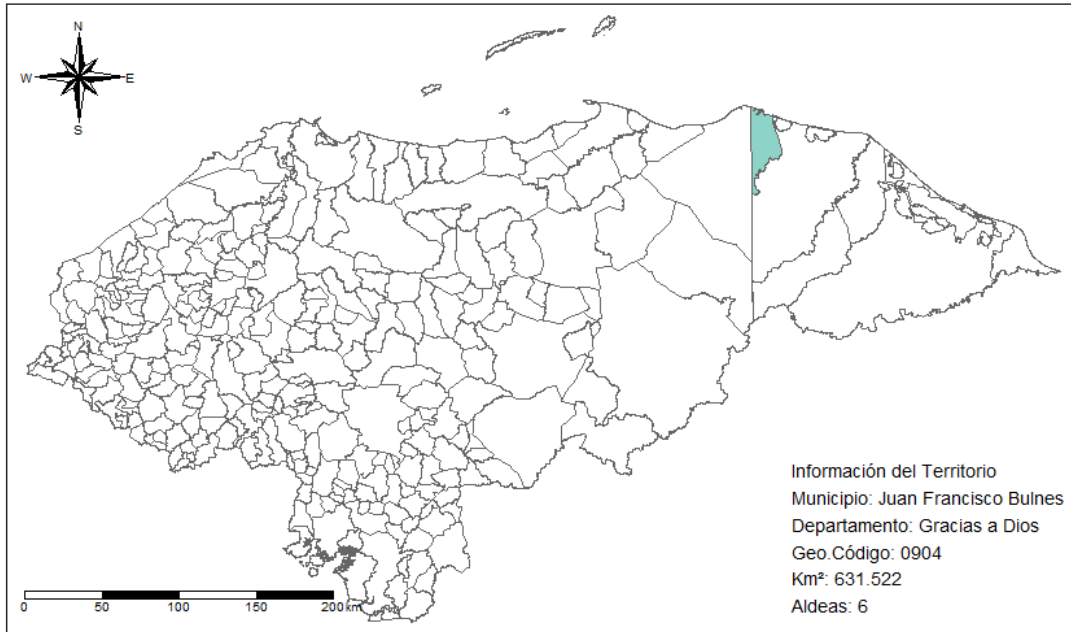 N
W E
S
Información del Territorio
Municipio: Juan Francisco Bulnes
Departamento: Gracias a Dios
Geo.Código: 0904
Km²: 631.522
Aldeas: 6
0 50 100 150 200 km